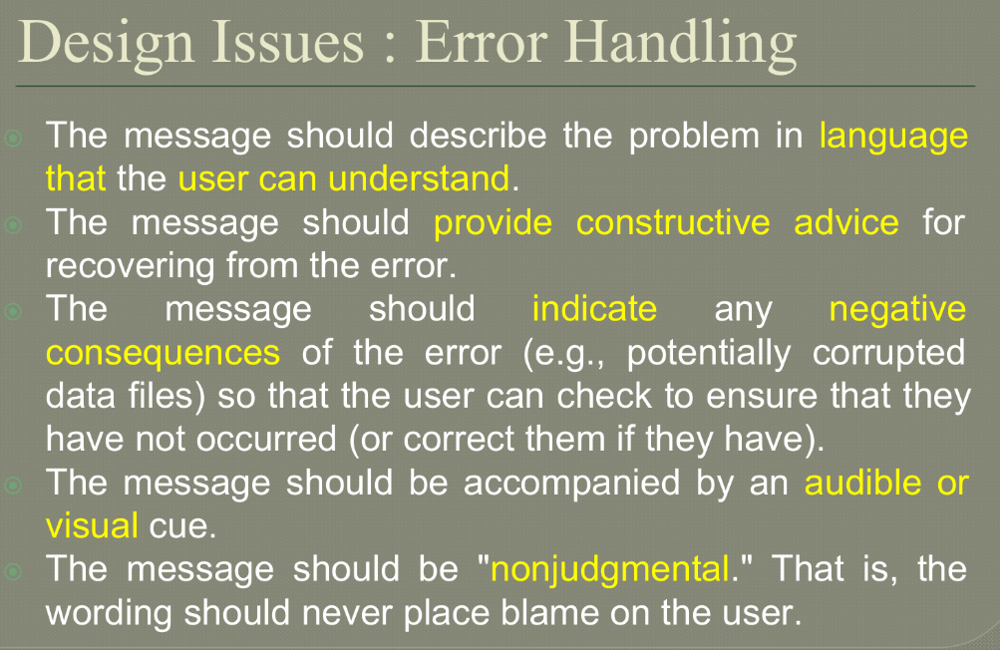 Design Issues : Error Handling
The message should describe the problem in language
that the user can understand.
The message should provide constructive advice for
recovering from the error.
The message should indicate any negative
consequences of the error (e.g., potentially corrupted
data files) so that the user can check to ensure that they
have not occurred (or correct them if they have).
The message should be accompanied by an audible or
visual cue.
The message should be "nonjudgmental." That is, the
wording should never place blame on the user.